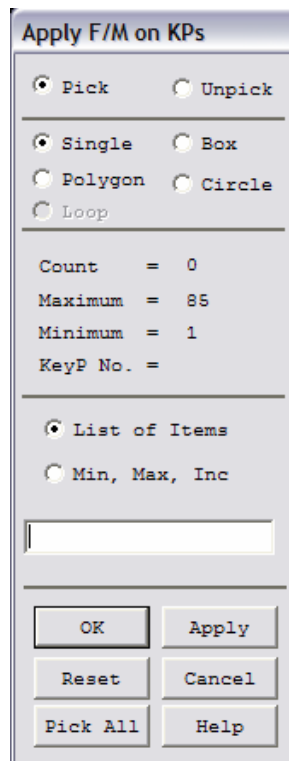 Apply F/M on KPs
Pick Unpick
Single Box
Polygon Circle
Loop
Count = 0
Maximum = 85
Minimum = 1
KeyP No. =
List of Items
Min, Max, Inc
OK Apply
Reset Cancel
Pick All Help